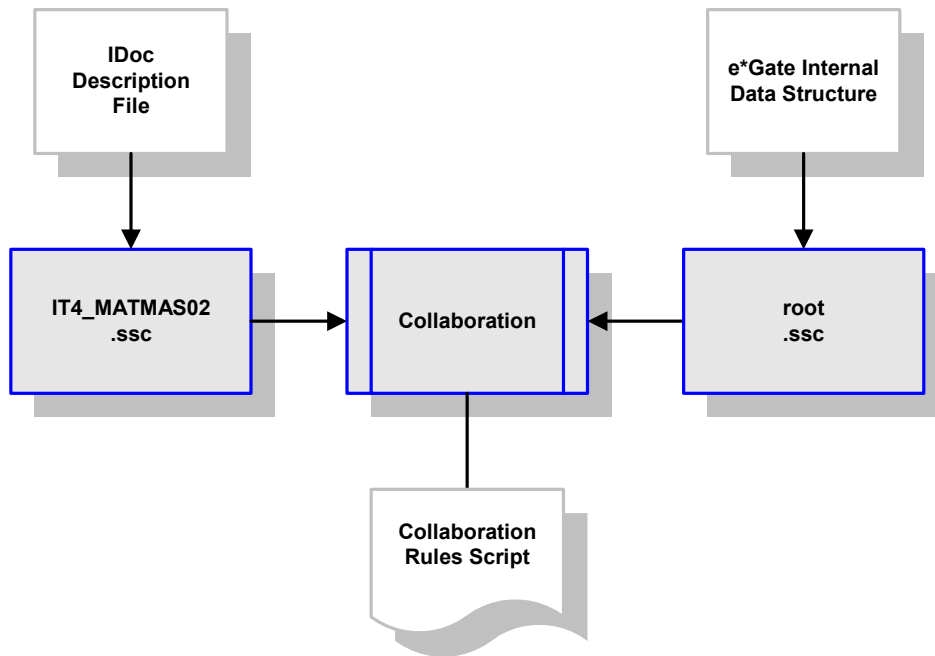 IDoc
Description
File
e*Gate Internal
Data Structure
IT4_MATMAS02
.ssc
Collaboration
root
.ssc
Collaboration
Rules Script